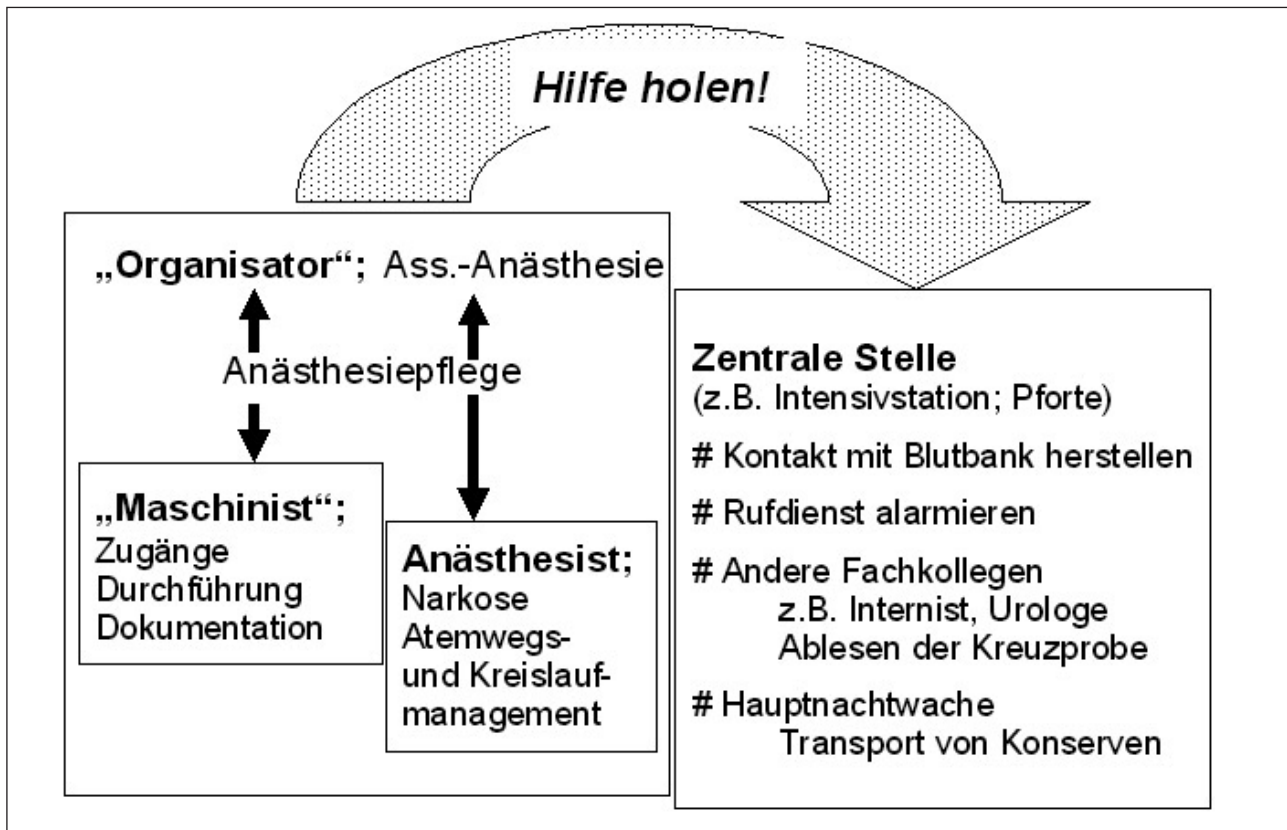 Hilfe holen!
„Organisator“; Ass.-Anästhesie
Anästhesiepflege
„Maschinist“;
Zugänge
Durchführung
Dokumentation
Anästhesist;
Narkose
Atemwegs-
und Kreislauf-
management
Zentrale Stelle
(z.B. Intensivstation; Pforte)
# Kontakt mit Blutbank herstellen
# Rufdienst alarmieren
# Andere Fachkollegen
z.B. Internist, Urologe
Ablesen der Kreuzprobe
# Hauptnachtwache
Transport von Konserven